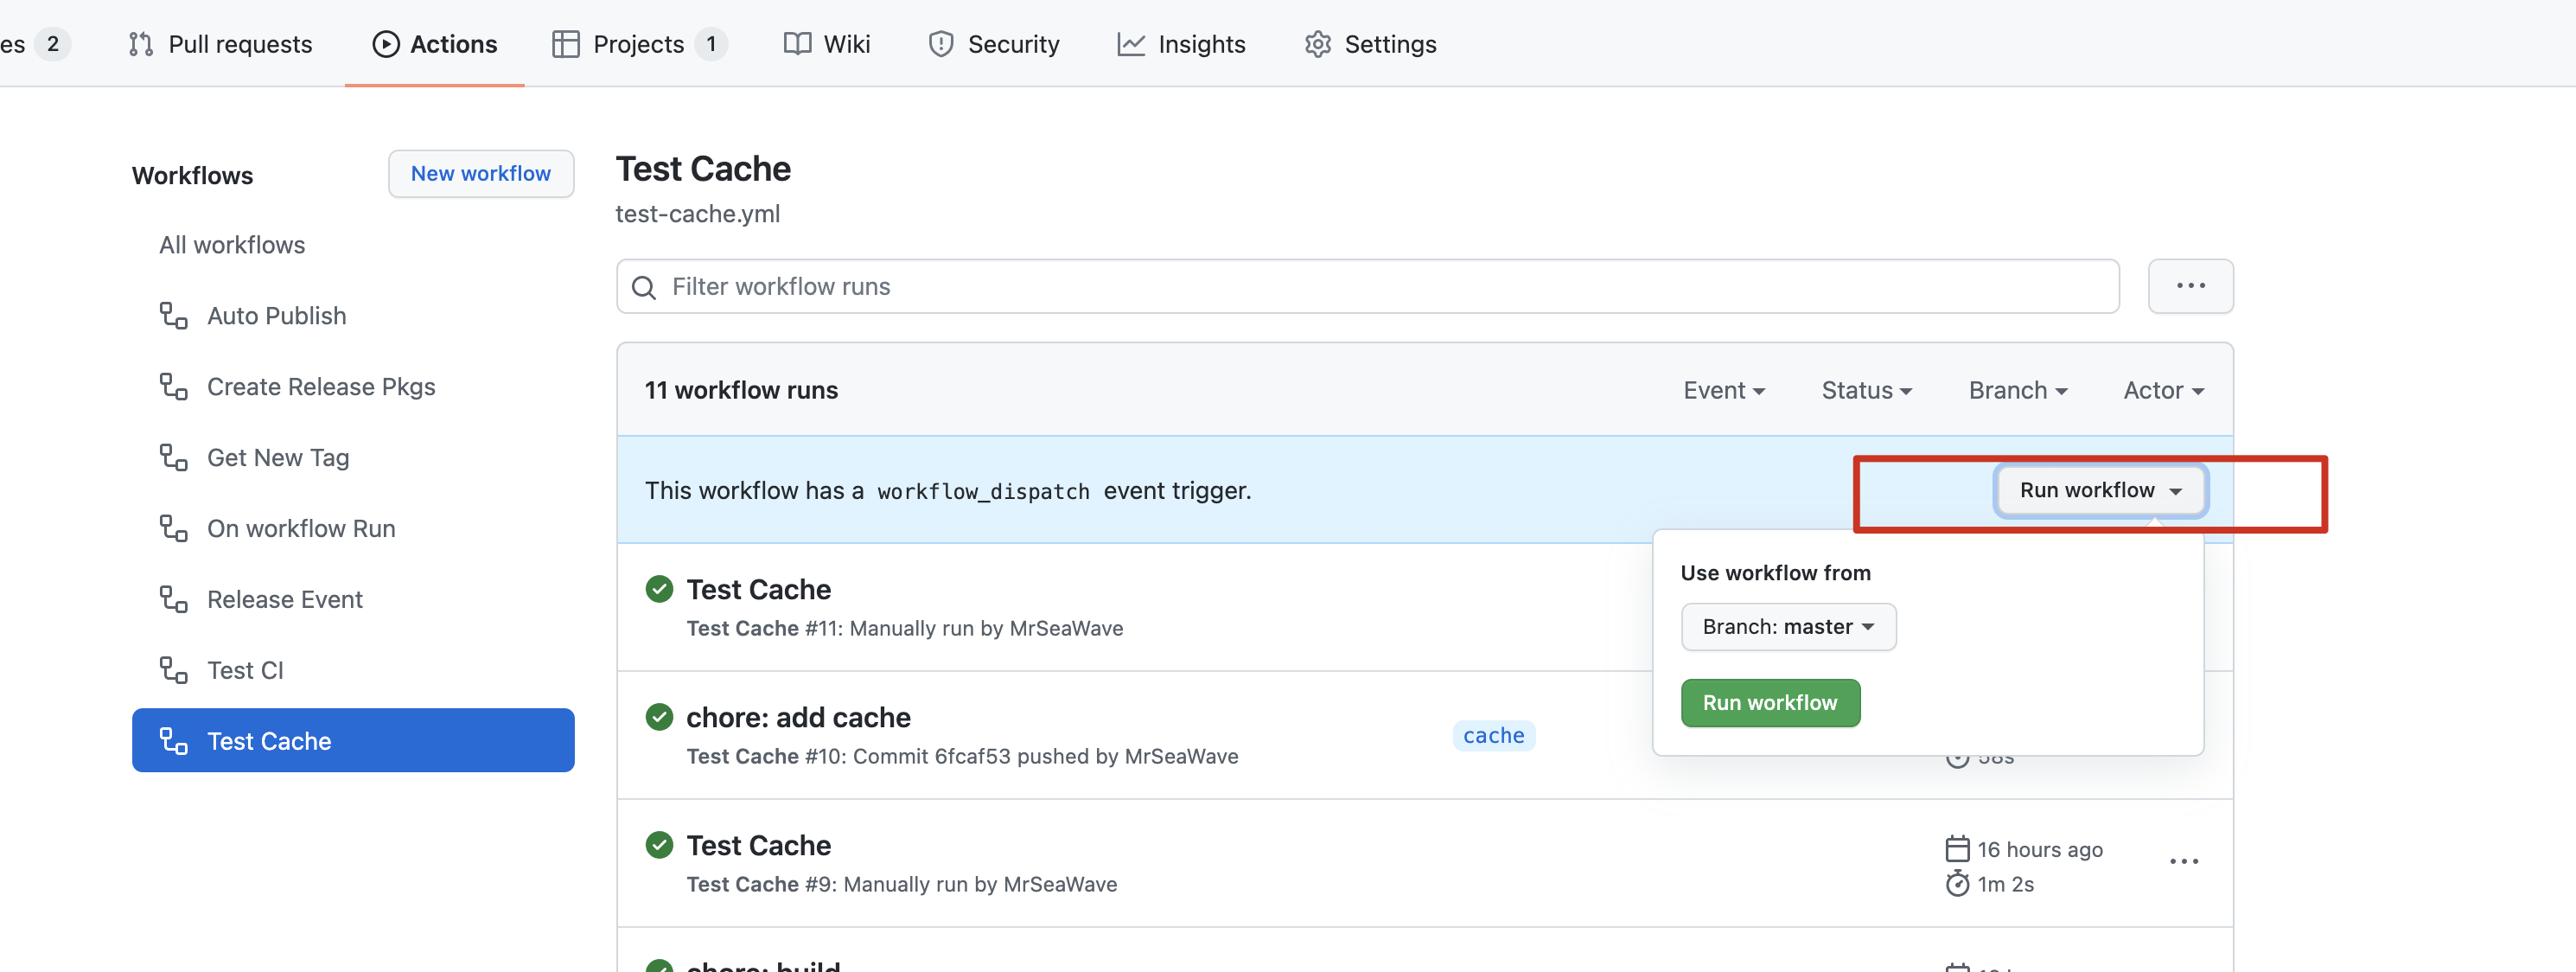 es 2 Pull requests Actions Projects 1 Wiki Security Insights Settings
Workflows
New workflow
All workflows
Auto Publish
Create Release Pkgs
Get New Tag
On workflow Run
Release Event
Test CI
Test Cache
Test Cache
test-cache.yml
Filter workflow runs
11 workflow runs
Event Status Branch Actor
This workflow has a workflow_dispatch event trigger.
Run workflow
Use workflow from
Branch: master
Run workflow
Test Cache
Test Cache #11: Manually run by MrSeaWave
chore: add cache
Test Cache #10: Commit 6fcaf53 pushed by MrSeaWave
cache
58s
Test Cache
Test Cache #9: Manually run by MrSeaWave
16 hours ago
1m 2s
chore: build